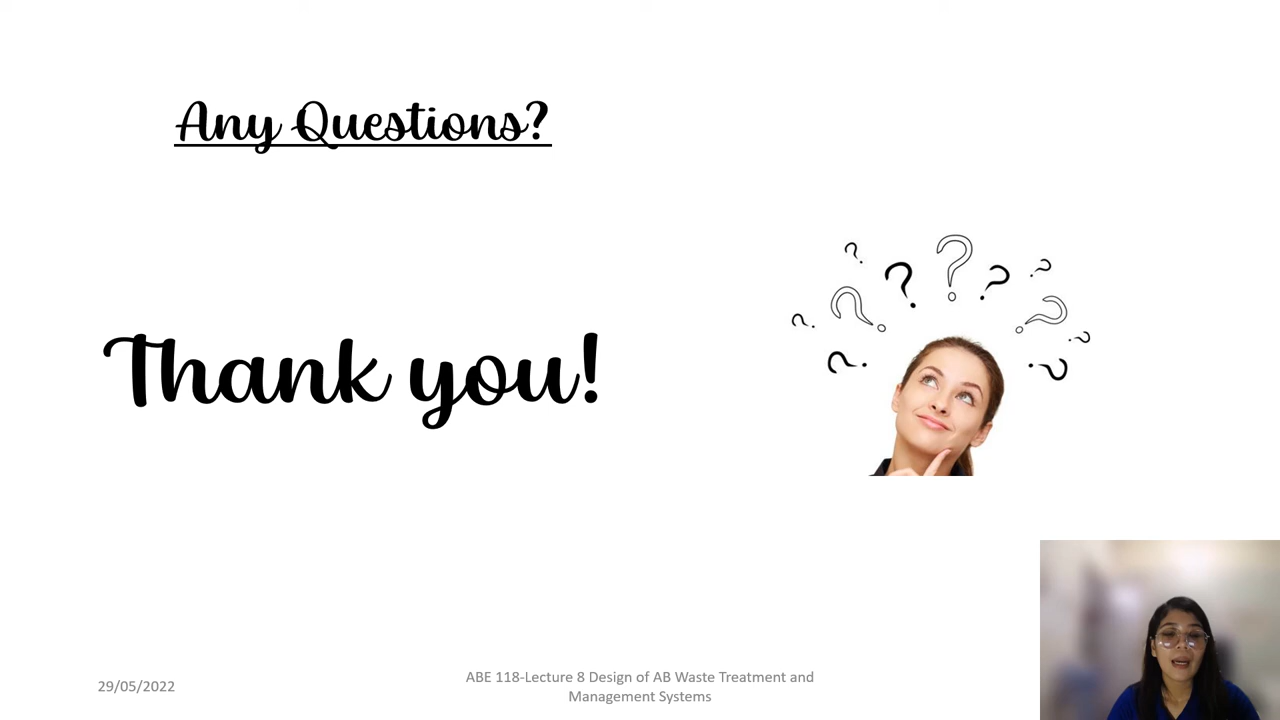 Any Questions?
Thank you!
29/05/2022
ABE 118-Lecture 8 Design of AB Waste Treatment and
Management Systems